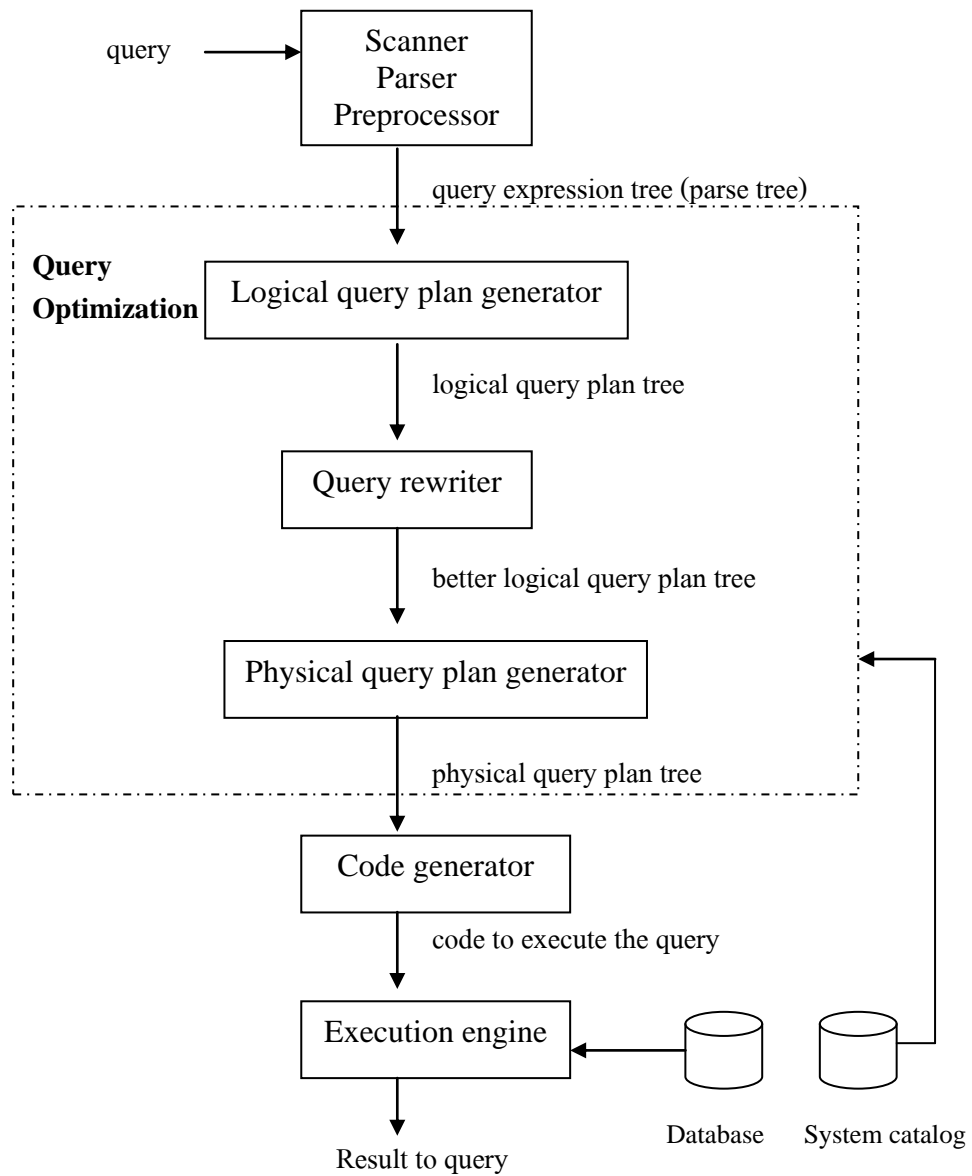 query
Scanner
Parser
Preprocessor
query expression tree (parse tree)
Query
Optimization
Logical query plan generator
logical query plan tree
Query rewriter
better logical query plan tree
Physical query plan generator
physical query plan tree
Code generator
code to execute the query
Execution engine
Database
System catalog
Result to query